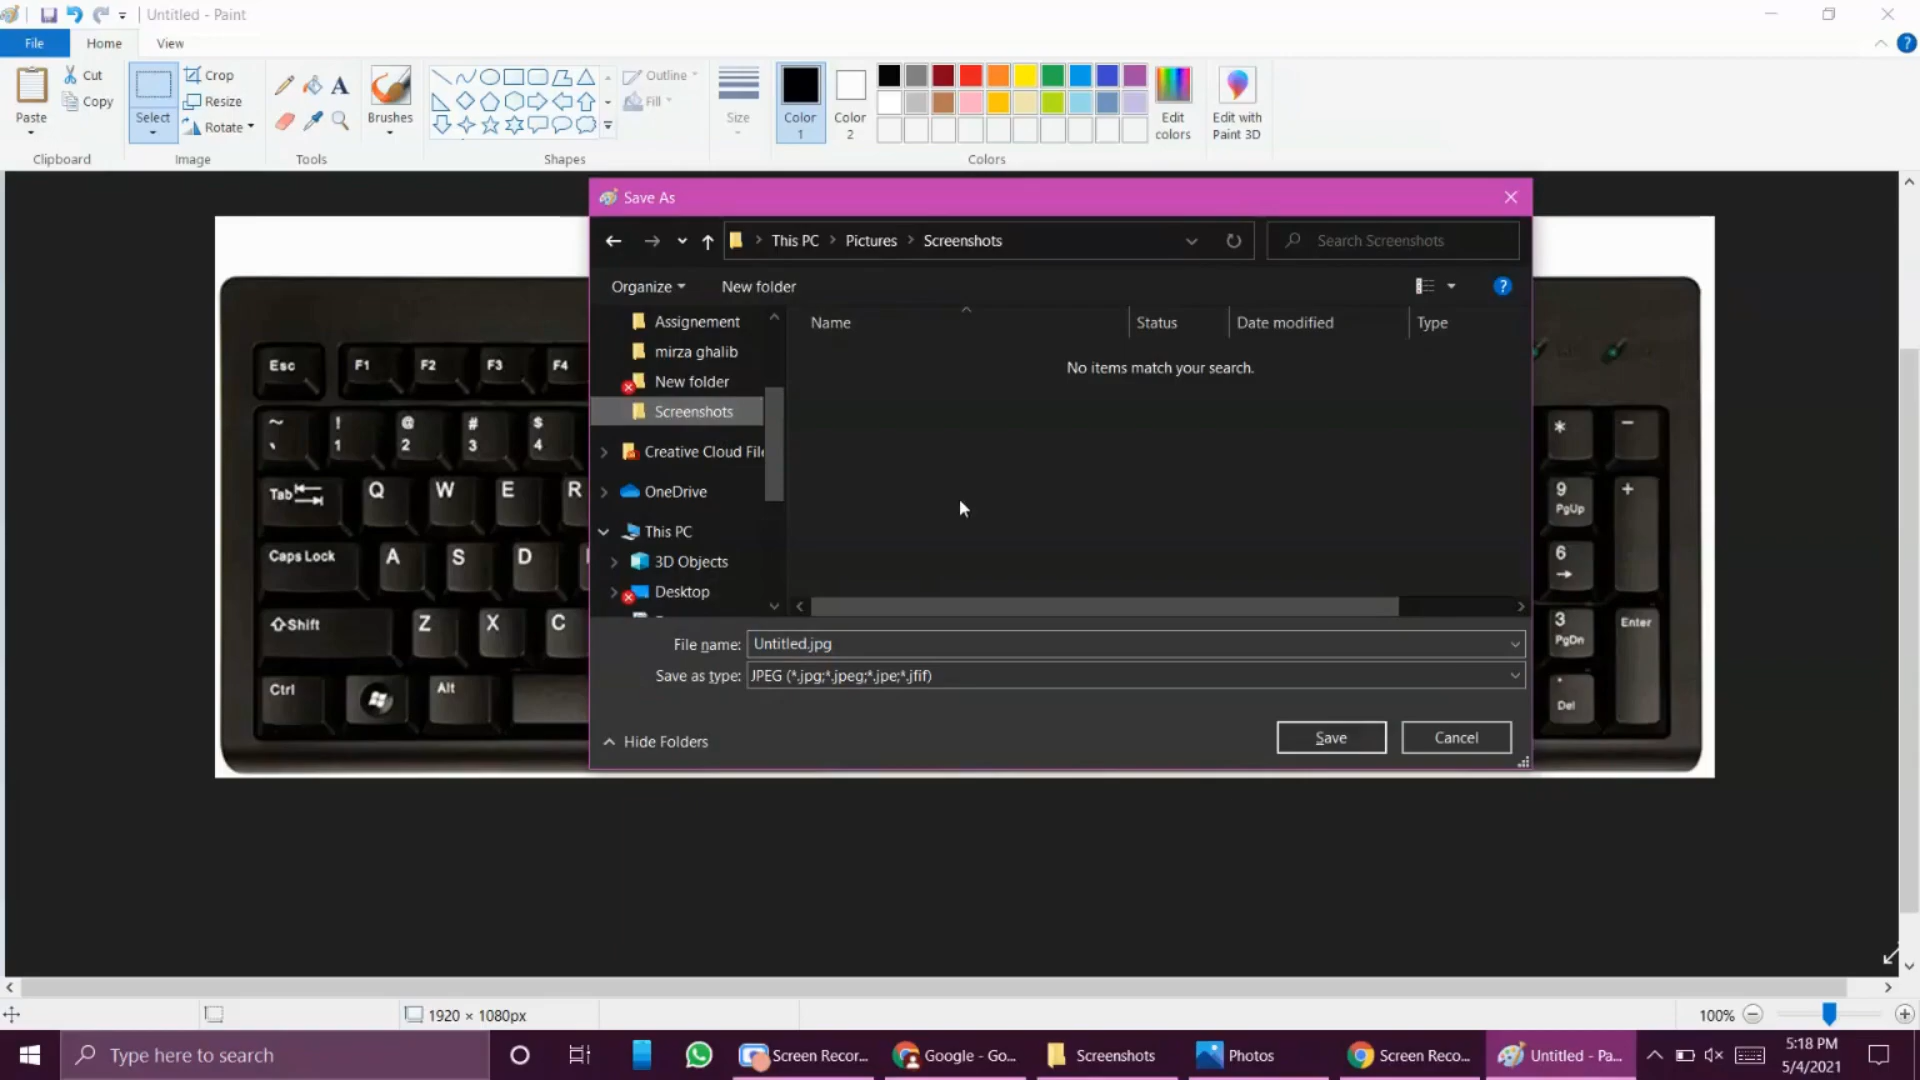 Untitled - Paint
File Home View
Paste Cut Copy Clipboard
Select Crop Resize Rotate Image
Tools
Brushes
Outline Fill Shapes
Size
Color 1 Color 2 Edit colors Colors
Edit with Paint 3D
Save As
This PC Pictures Screenshots Search Screenshots
Organize New folder
Name Status Date modified Type
Assignement
mirza ghalib
New folder
Screenshots
Creative Cloud File
OneDrive
This PC
3D Objects
Desktop
No items match your search.
File name: Untitled.jpg
Save as type: JPEG (*.jpg;*.jpeg;*.jpe;*.jfif)
Hide Folders Save Cancel
Esc F1 F2 F3 F4
~ ! 1 @ 2 # 3 $ 4 * -
Tab Q W E R 9 PgUp +
Caps Lock A S D 6
Shift Z X C 3 PgDn Enter
Ctrl Alt Del
1920 × 1080px 100%
Type here to search Screen Recor... Google - Go... Screenshots Photos Screen Reco... Untitled - Pa... 5:18 PM
5/4/2021